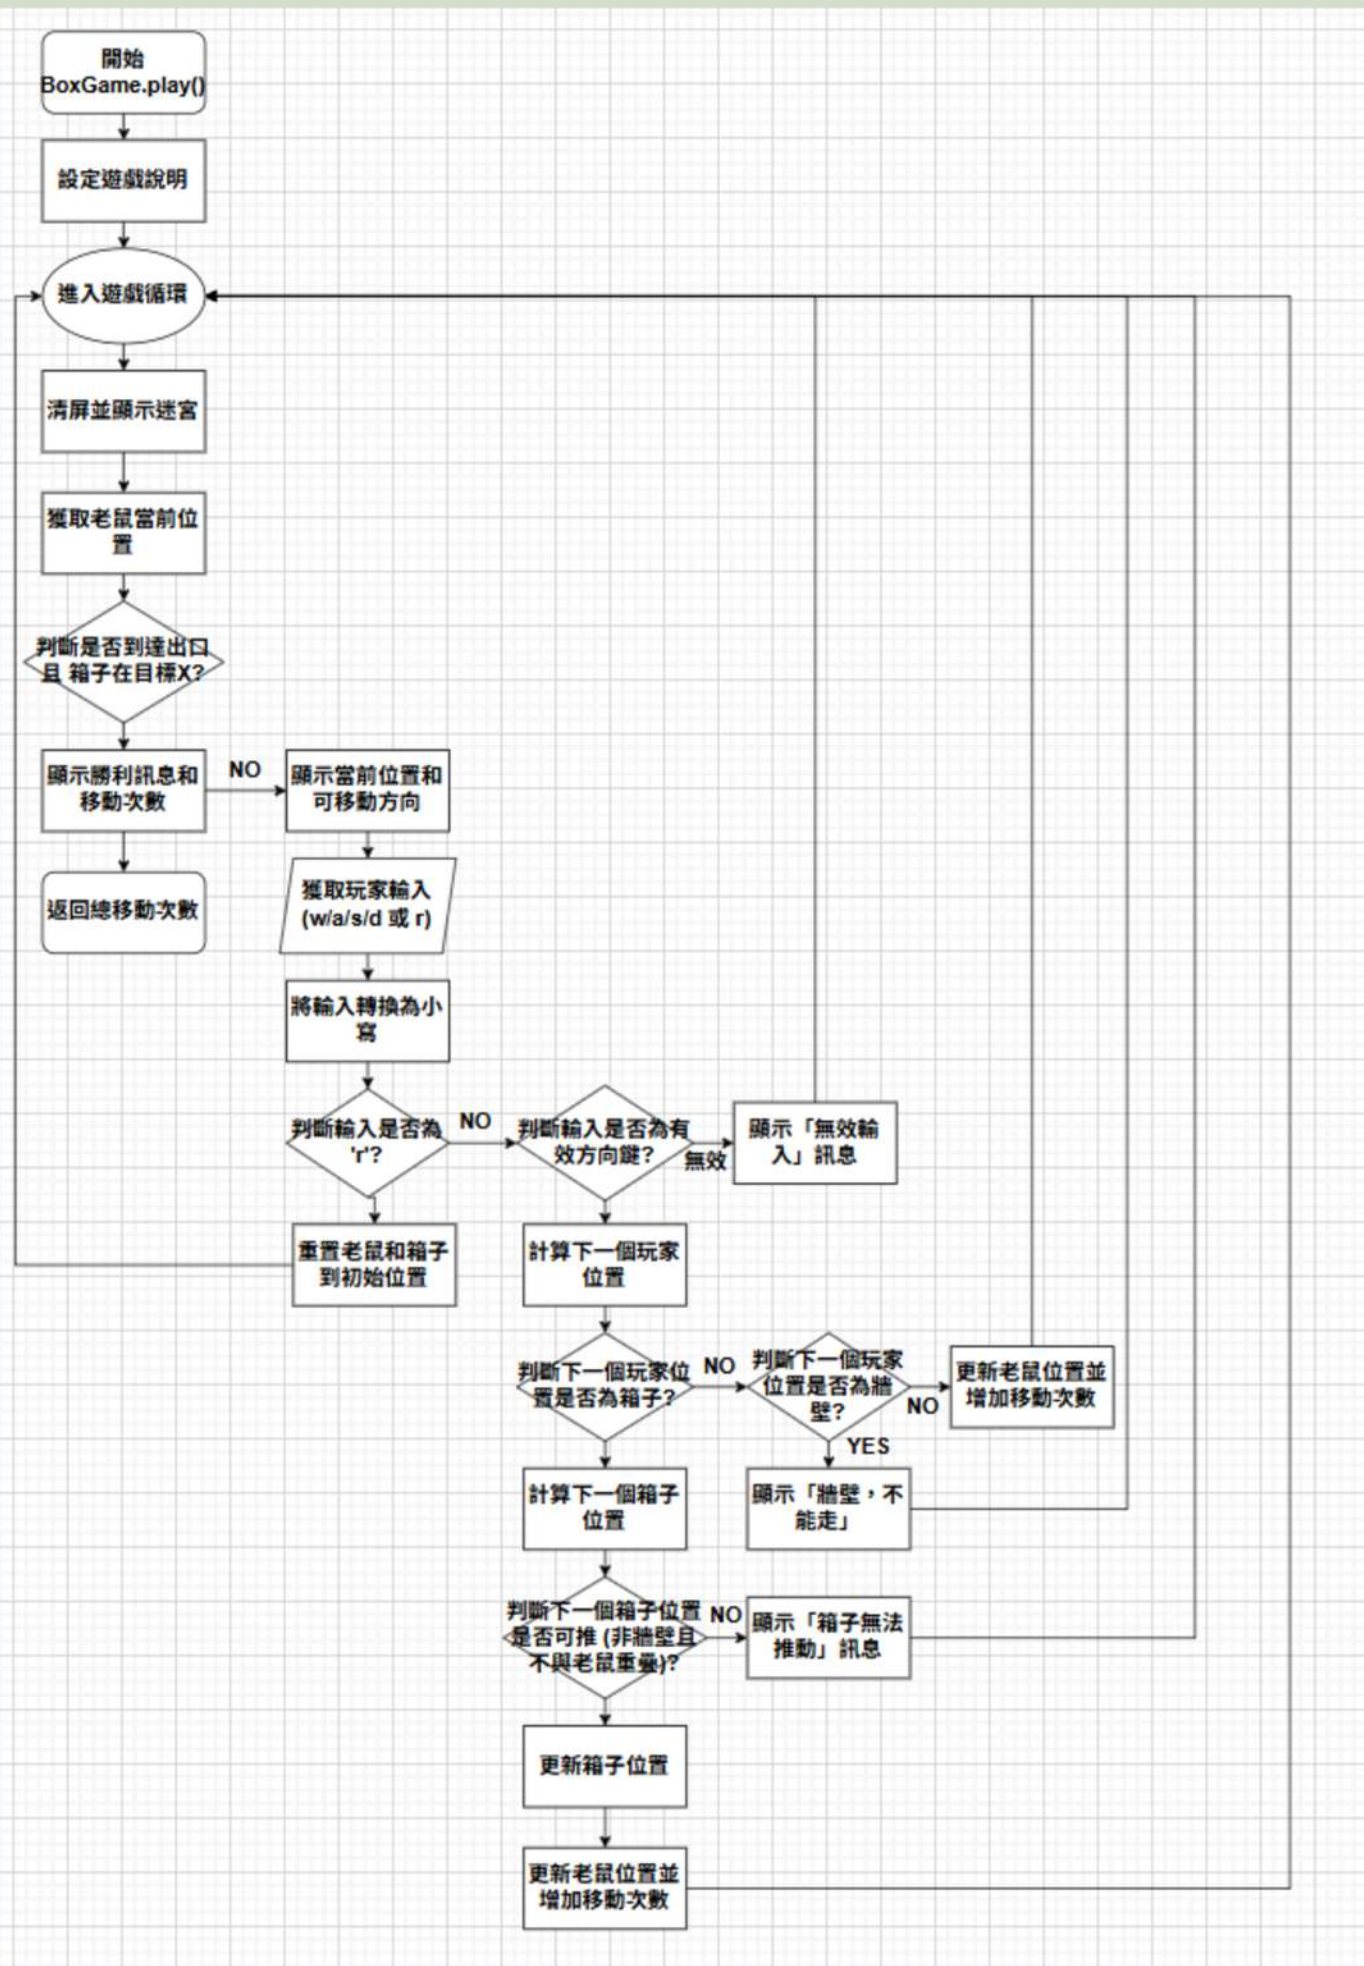 開始
BoxGame.play()
設定遊戲說明
進入遊戲循環
清屏並顯示迷宮
獲取老鼠當前位
置
判斷是否到達出口
且 箱子在目標X?
顯示勝利訊息和
移動次數
NO
顯示當前位置和
可移動方向
返回總移動次數
獲取玩家輸入
(w/a/s/d 或 r)
將輸入轉換為小
寫
判斷輸入是否為
'r'?
NO
判斷輸入是否為有
效方向鍵?
無效
顯示「無效輸
入」訊息
重置老鼠和箱子
到初始位置
計算下一個玩家
位置
判斷下一個玩家位
置是否為箱子?
NO
判斷下一個玩家
位置是否為牆
壁?
NO
更新老鼠位置並
增加移動次數
YES
計算下一個箱子
位置
顯示「牆壁，不
能走」
判斷下一個箱子位置
是否可推 (非牆壁且
不與老鼠重疊)?
NO
顯示「箱子無法
推動」訊息
更新箱子位置
更新老鼠位置並
增加移動次數